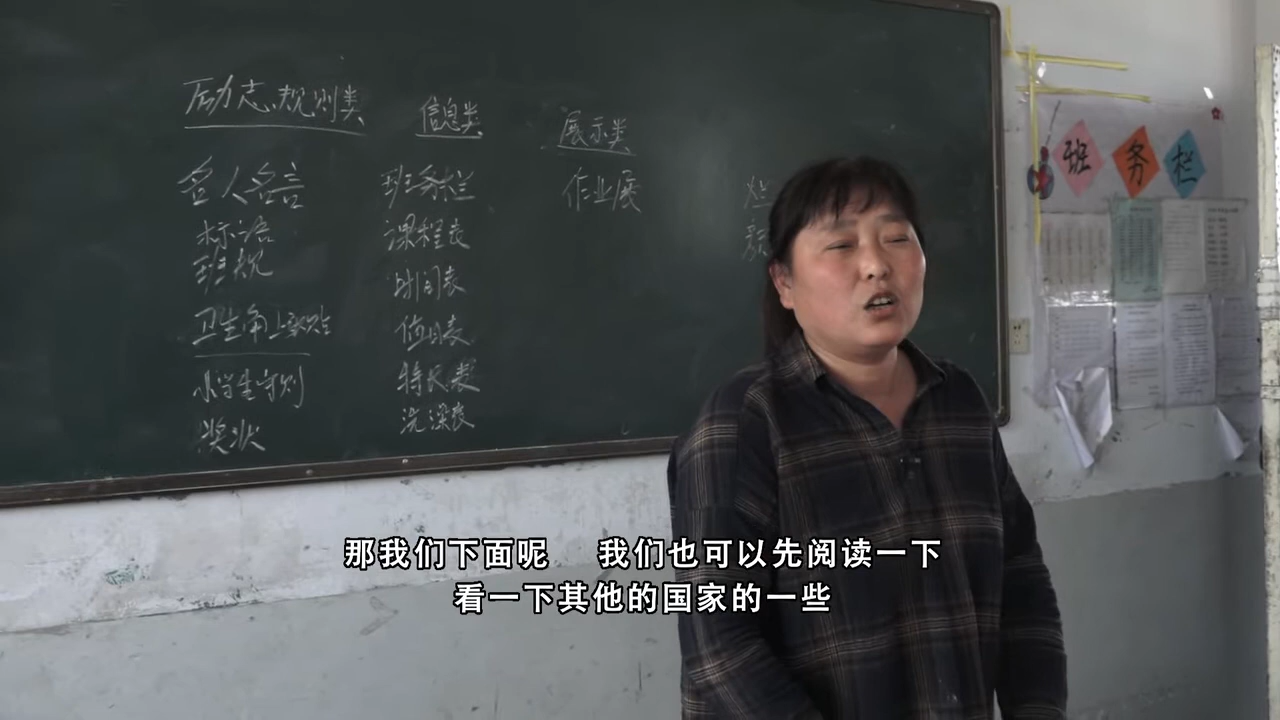 励志、规则类
信息类
展示类
名人名言
班务栏
作业展
标语
课程表
班规
时间表
卫生角上张贴
值日表
小学生守则
特长表
奖状
洗澡表
班务栏
那我们下面呢 我们也可以先阅读一下
看一下其他的国家的一些